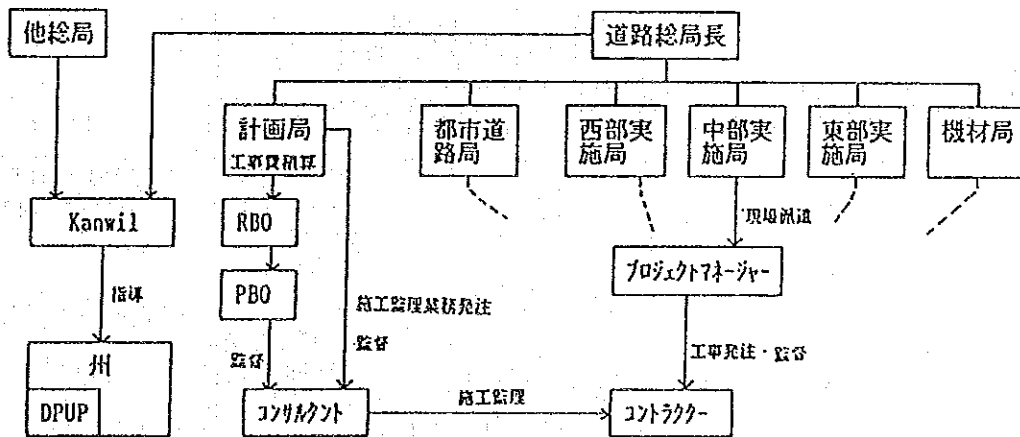 他総局
道路総局長
計画局
工事費積算
都市道
路局
西部実
施局
中部実
施局
東部実
施局
機材局
Kanwil
RBO
現場派遣
プロジェクトマネージャー
PBO
指導
施工監理業務発注
監督
州
監督
工事発注・監督
DPUP
コンサルタント
施工監理
コントラクター